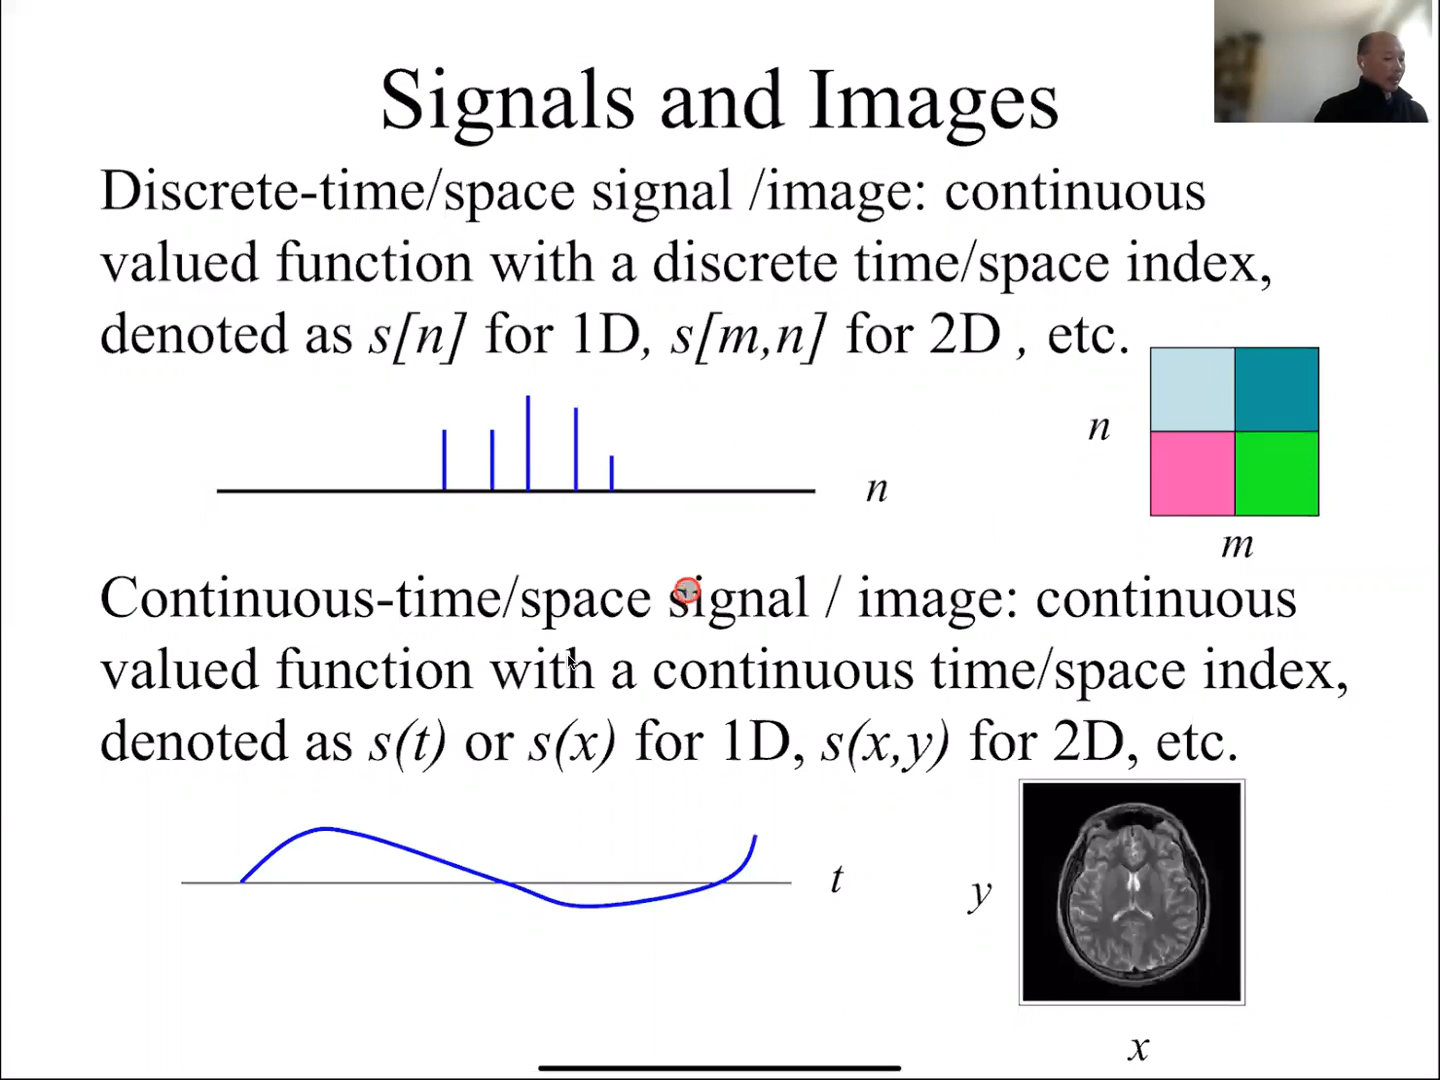 Signals and Images
Discrete-time/space signal /image: continuous
valued function with a discrete time/space index,
denoted as s[n] for 1D, s[m,n] for 2D , etc.
n
n
m
Continuous-time/space signal / image: continuous
valued function with a continuous time/space index,
denoted as s(t) or s(x) for 1D, s(x,y) for 2D, etc.
t
y
x